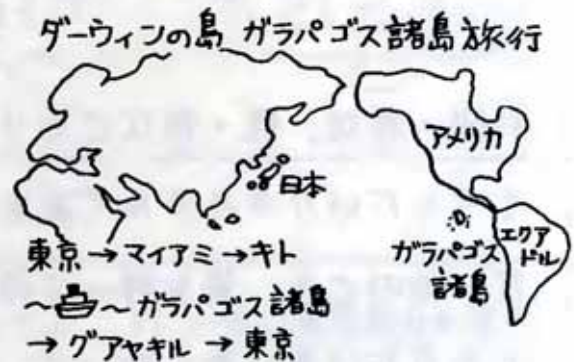 ダーウィンの島 ガラパゴス諸島旅行
アメリカ
日本
ガラパゴス
諸島
エクア
ドル
東京→マイアミ→キト
～～ガラパゴス諸島
→グアヤキル→東京